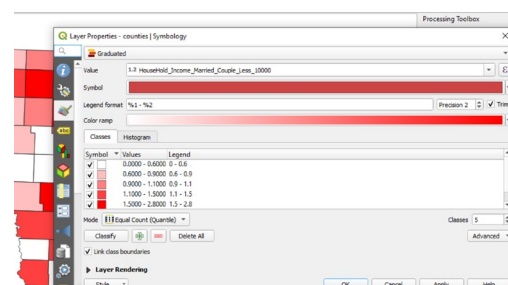 Processing Toolbox
Layer Properties - counties | Symbology
Graduated
Value 1.2 HouseHold_Income_Married_Couple_Less_10000
Symbol
Legend format %1 - %2 Precision 2 Trim
Color ramp
Classes Histogram
Symbol Values Legend
0.0000 - 0.6000 0 - 0.6
0.6000 - 0.9000 0.6 - 0.9
0.9000 - 1.1000 0.9 - 1.1
1.1000 - 1.5000 1.1 - 1.5
1.5000 - 2.8000 1.5 - 2.8
Mode Equal Count (Quantile) Classes 5
Classify Delete All Advanced
Link class boundaries
Layer Rendering
Style OK Cancel Apply Help